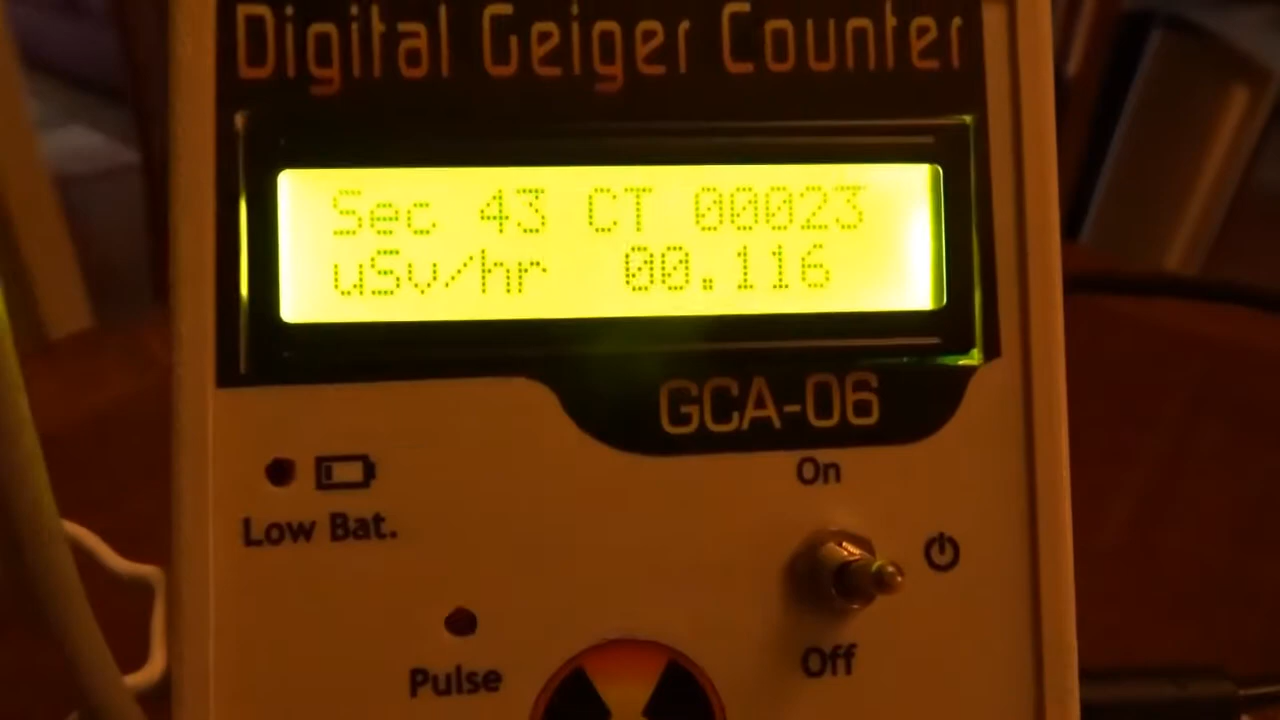 Digital Geiger Counter
Sec 43 CT 00023
uSv/hr 00.116
GCA-06
On
Low Bat.
Pulse
Off